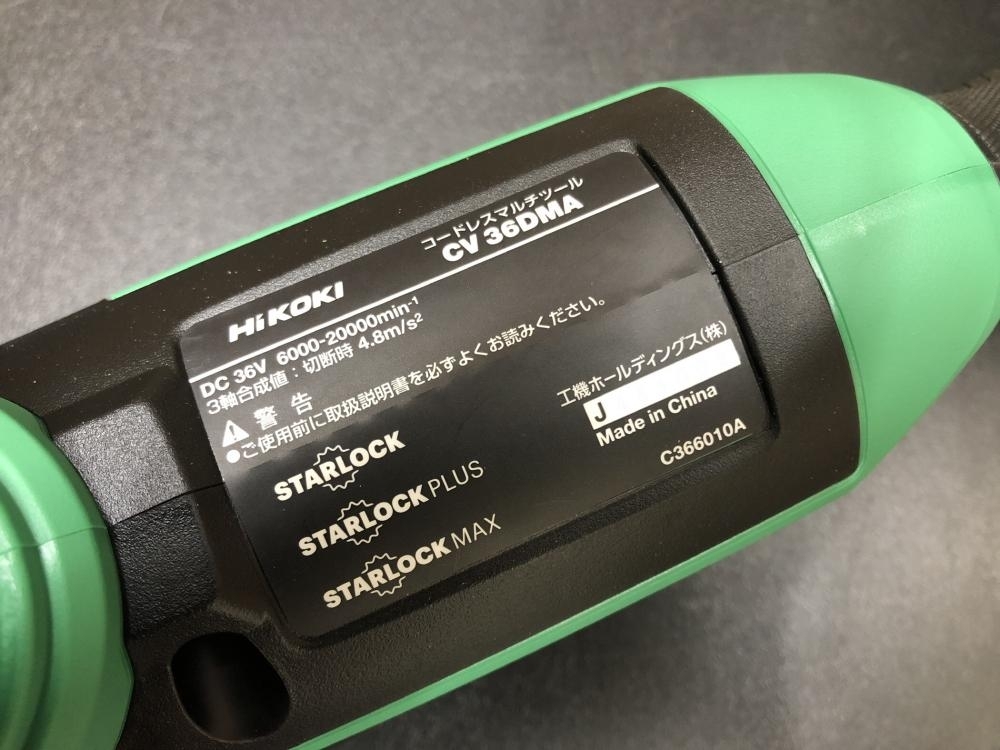 コードレスマルチツール
HiKOKI CV 36DMA
DC 36V 6000-20000min⁻¹
3軸合成値:切断時 4.8m/s²
警告
●ご使用前に取扱説明書を必ずよくお読みください。
STARLOCK
STARLOCK PLUS
STARLOCK MAX
工機ホールディングス(株)
J
Made in China
C366010A